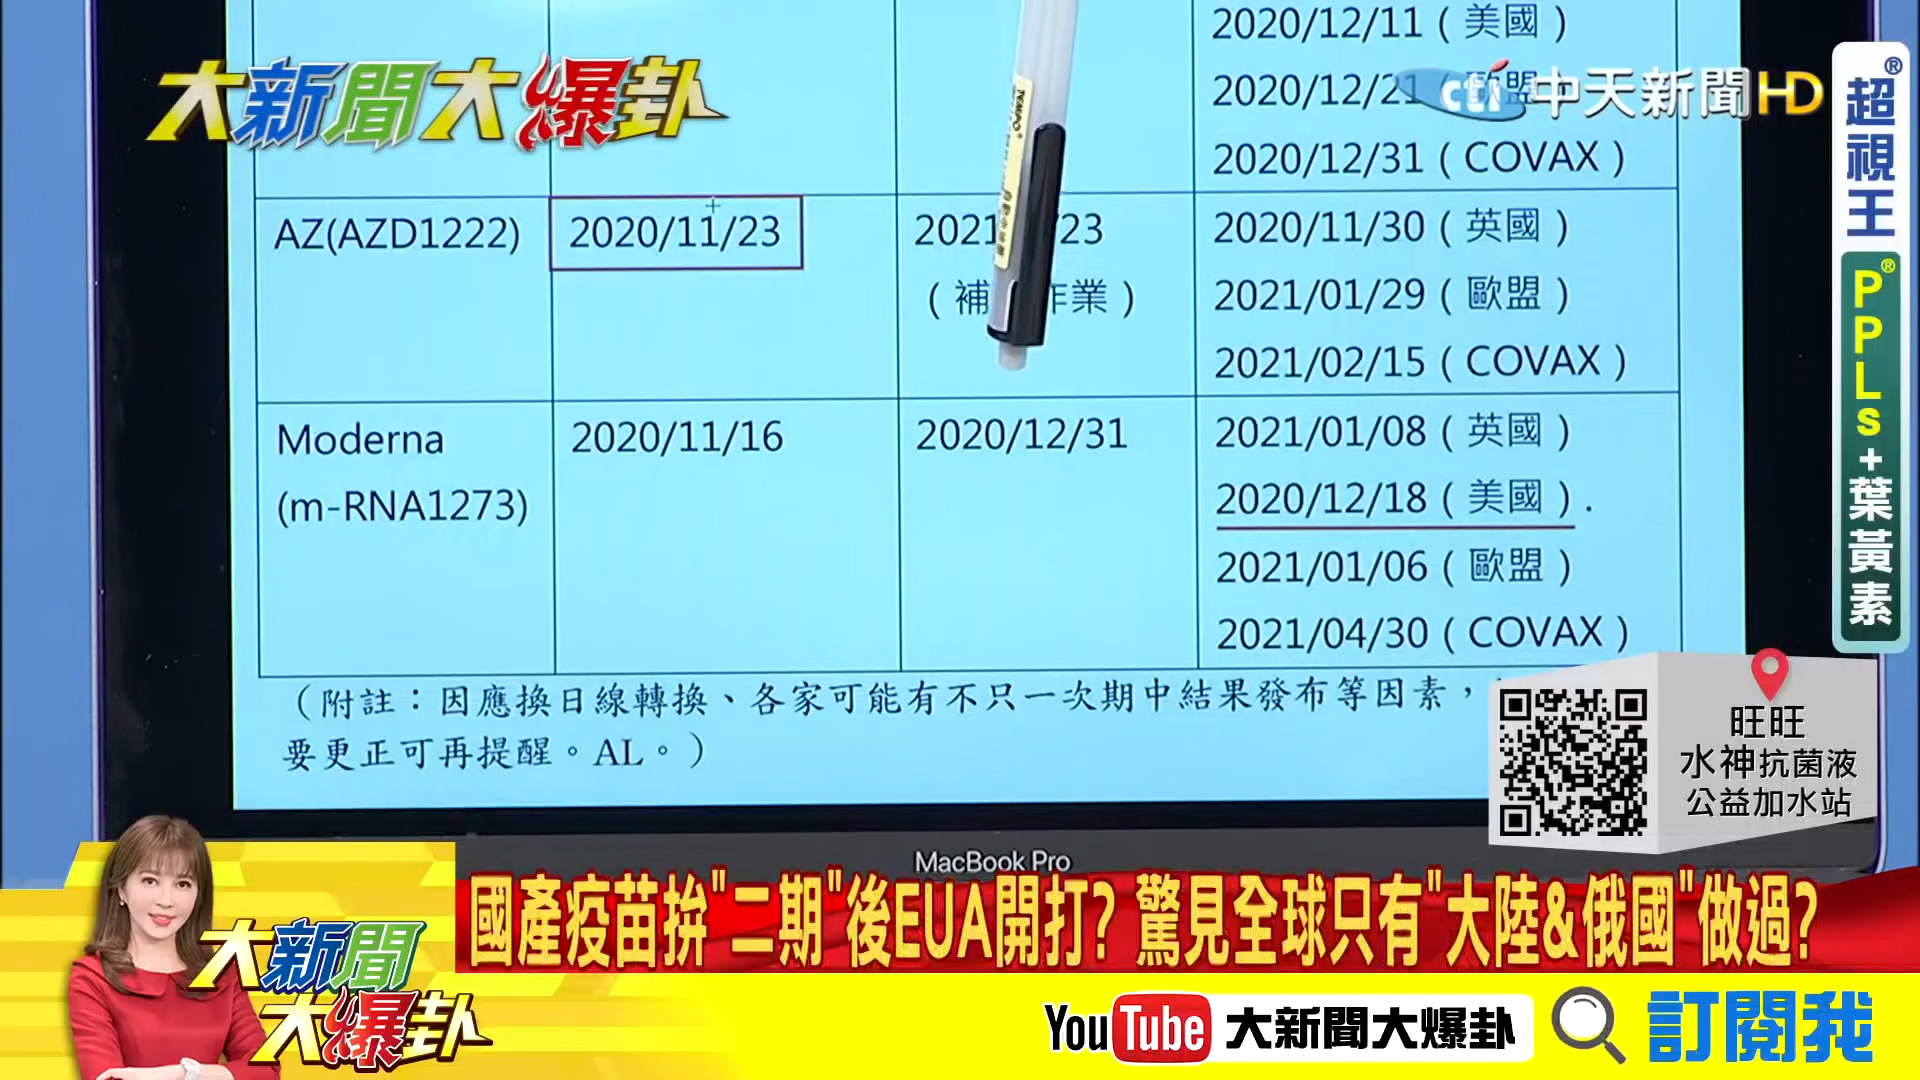 大新聞大爆卦
2020/12/11（美國）
2020/12/21
cti 中天新聞HD
2020/12/31（COVAX）
AZ(AZD1222)
2020/11/23
2021 /23
（補 作業）
2020/11/30（英國）
2021/01/29（歐盟）
2021/02/15（COVAX）
Moderna
(m-RNA1273)
2020/11/16
2020/12/31
2021/01/08（英國）
2020/12/18（美國）.
2021/01/06（歐盟）
2021/04/30（COVAX）
（附註：因應換日線轉換、各家可能有不只一次期中結果發布等因素，
要更正可再提醒。AL。）
超視王®
PPLs®+葉黃素
旺旺
水神抗菌液
公益加水站
MacBook Pro
國產疫苗拚"二期"後EUA開打? 驚見全球只有"大陸&俄國"做過?
大新聞
大爆卦
YouTube 大新聞大爆卦
訂閱我